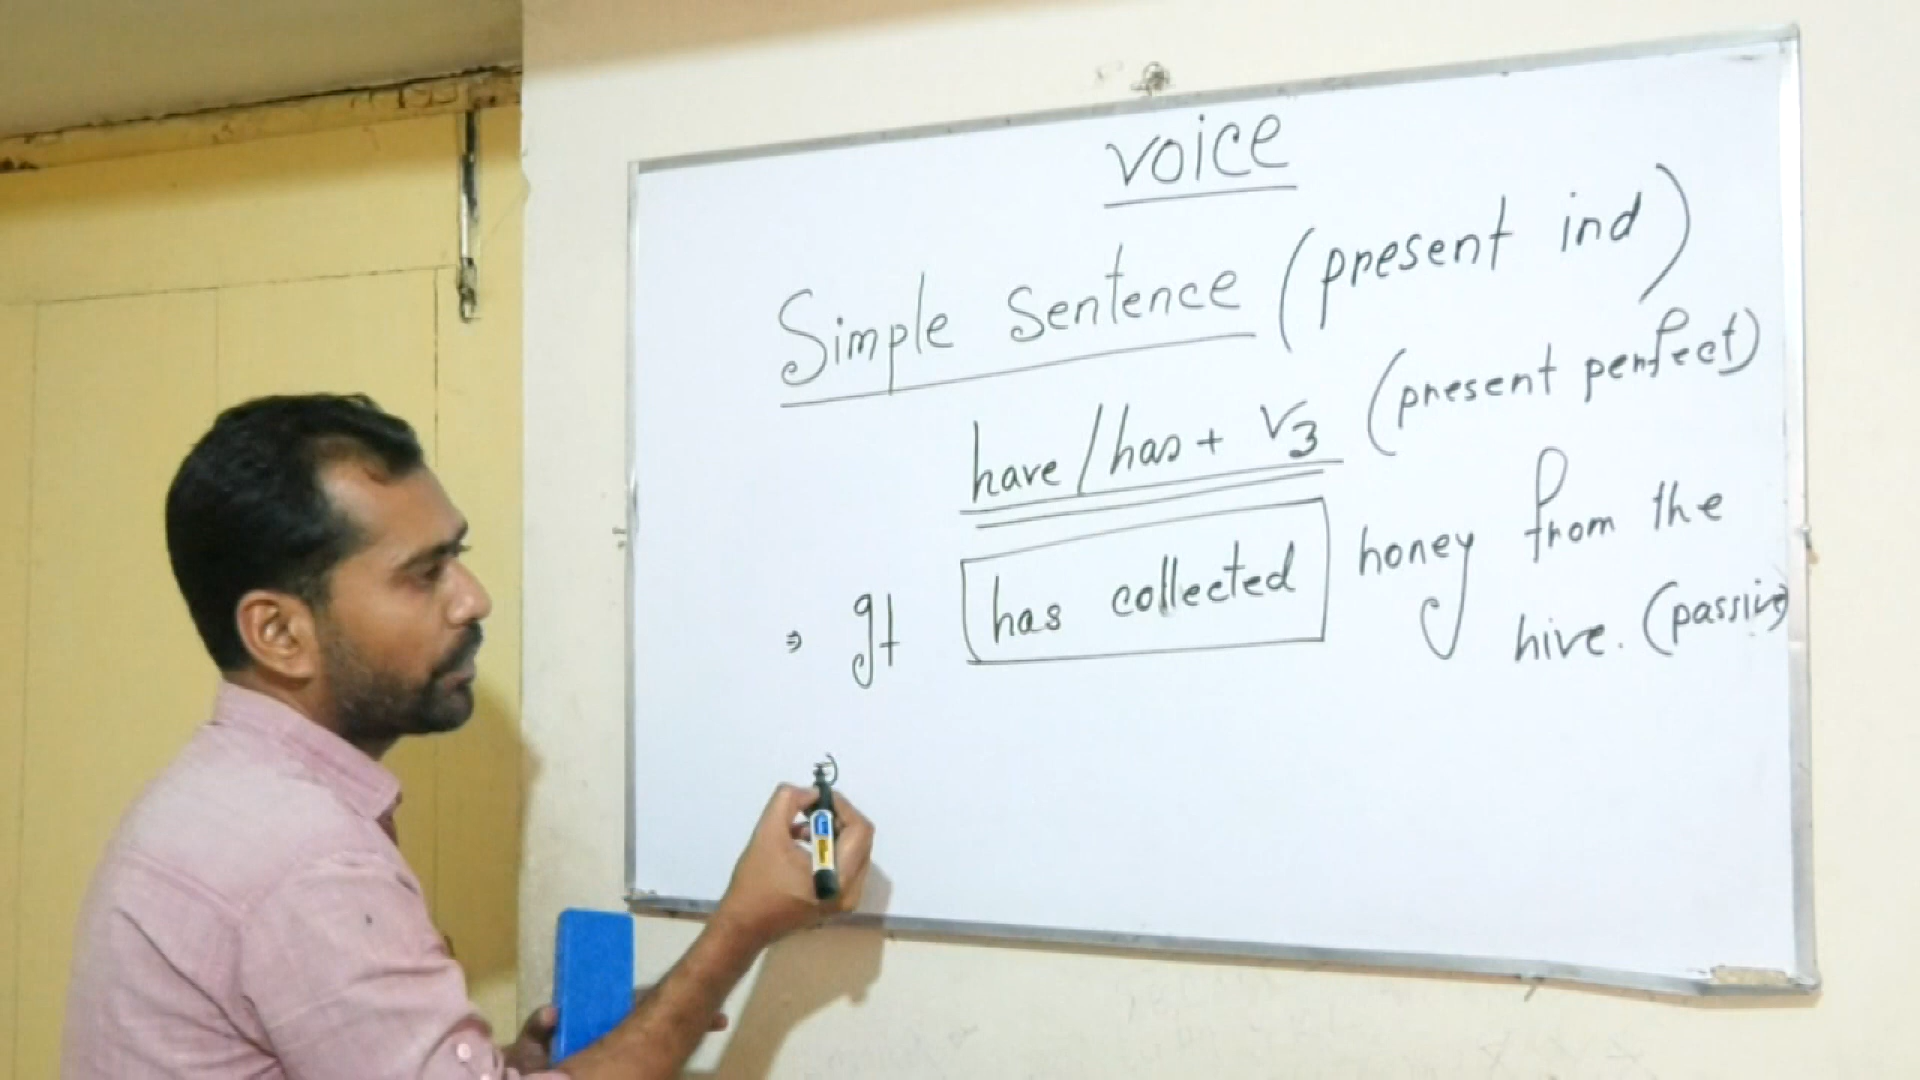 voice
Simple Sentence (present ind)
have/has + V3 (present perfect)
⇒ It has collected honey from the
hive. (passive)
⇒